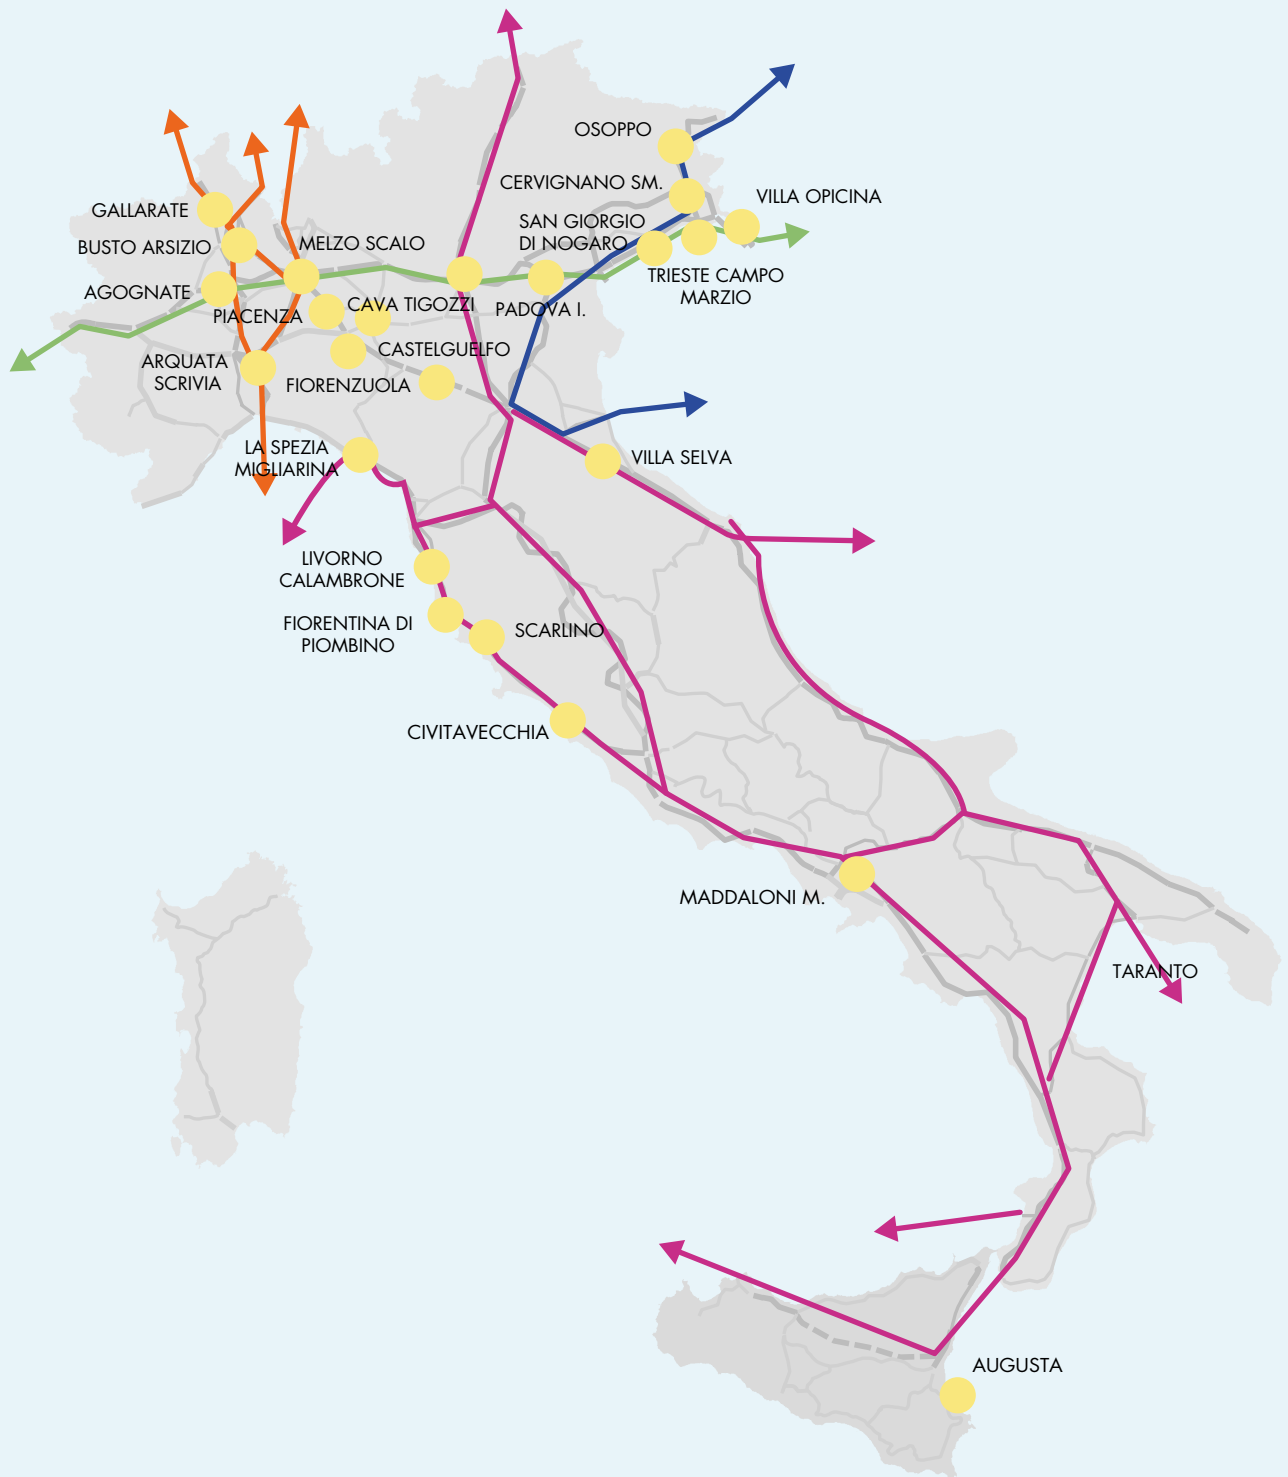 OSOPPO
CERVIGNANO SM.
VILLA OPICINA
GALLARATE
SAN GIORGIO
DI NOGARO
BUSTO ARSIZIO
MELZO SCALO
TRIESTE CAMPO
MARZIO
AGOGNATE
CAVA TIGOZZI
PADOVA I.
PIACENZA
CASTELGUELFO
ARQUATA
SCRIVIA
FIORENZUOLA
LA SPEZIA
MIGLIARINA
VILLA SELVA
LIVORNO
CALAMBRONE
FIORENTINA DI
PIOMBINO
SCARLINO
CIVITAVECCHIA
MADDALONI M.
TARANTO
AUGUSTA